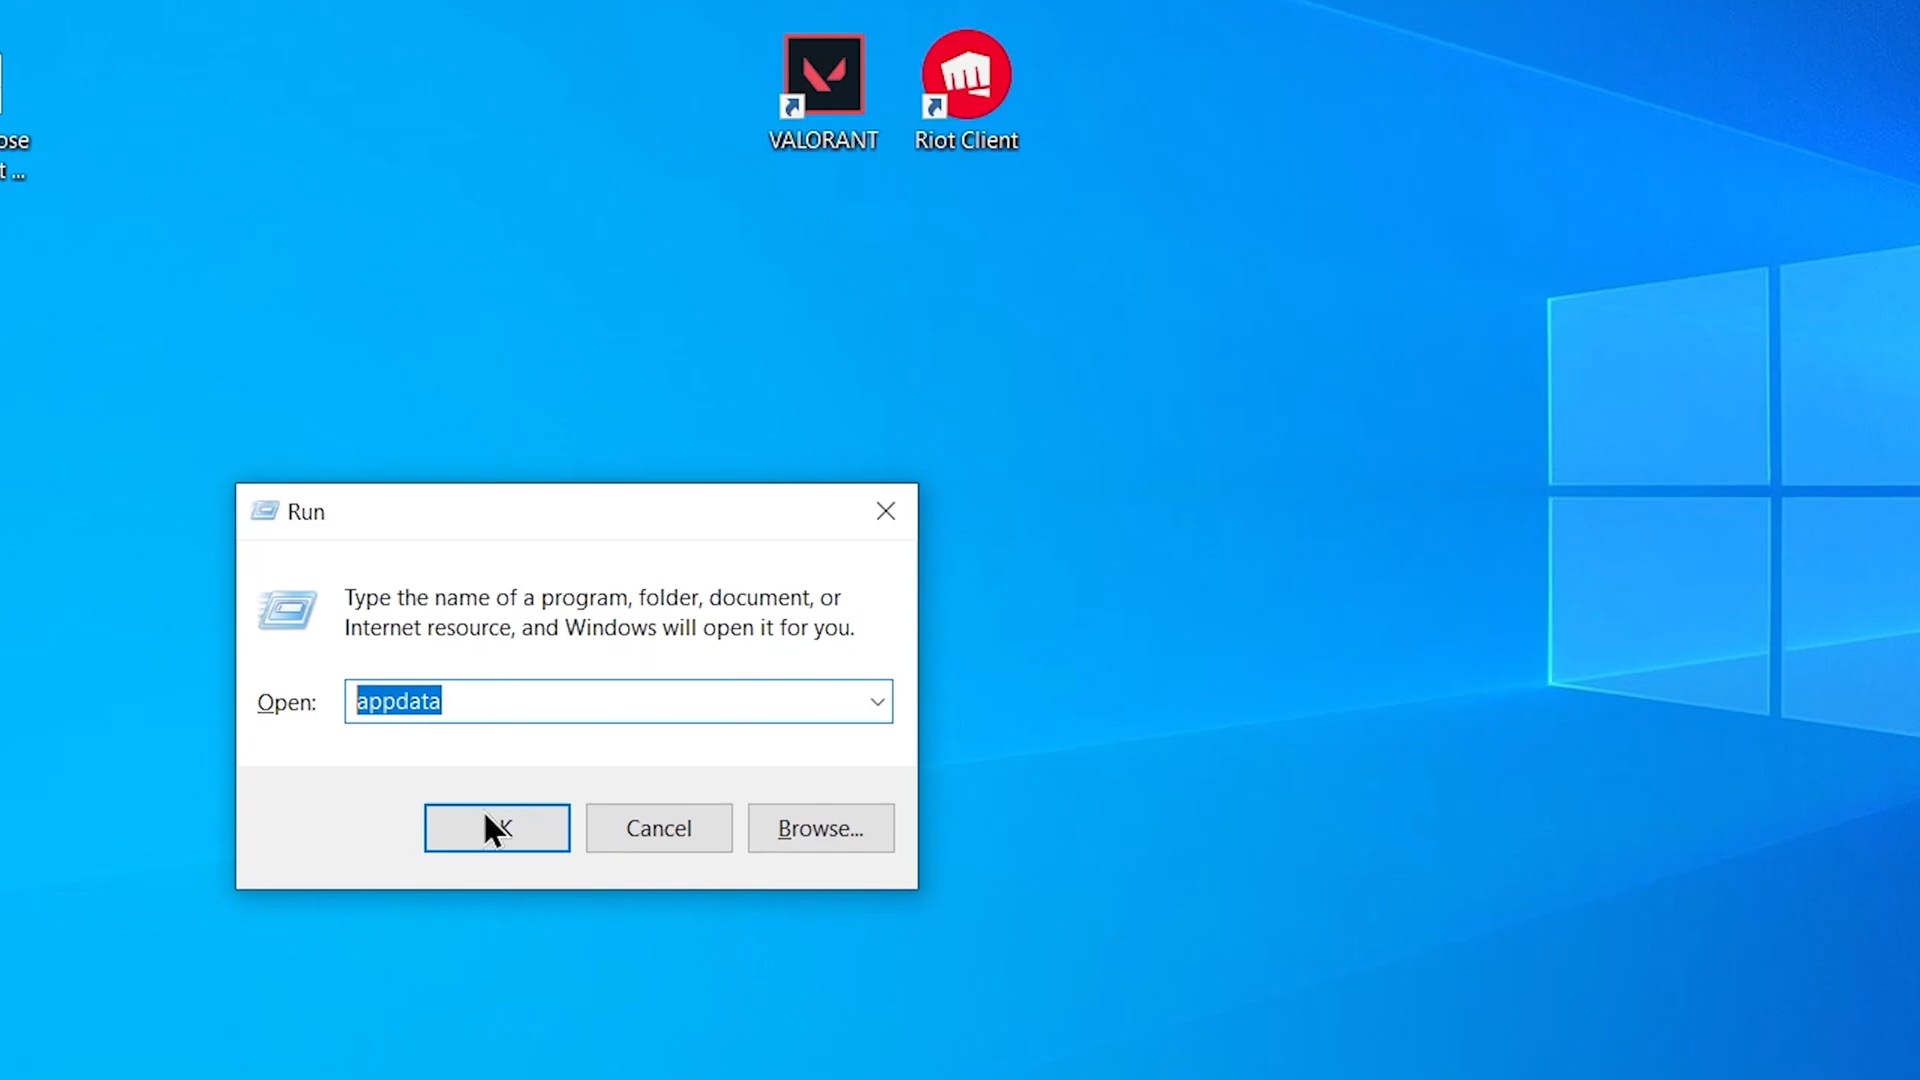 ose
t ...
VALORANT
Riot Client
Run
Type the name of a program, folder, document, or
Internet resource, and Windows will open it for you.
Open:
appdata
Cancel
Browse...